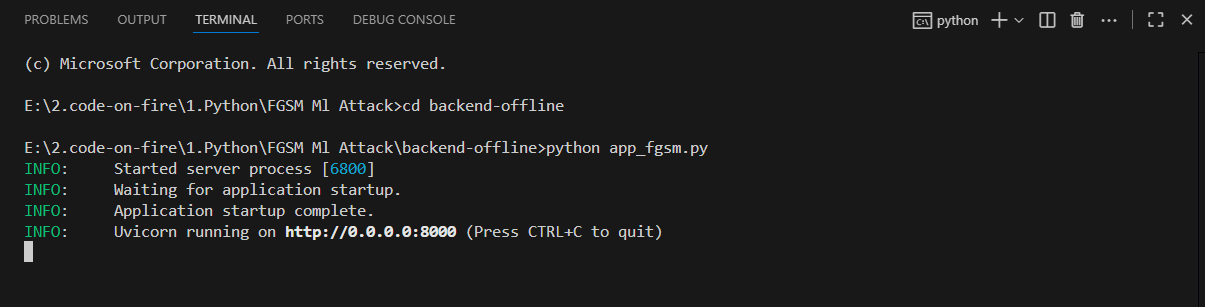 PROBLEMS OUTPUT TERMINAL PORTS DEBUG CONSOLE python
(c) Microsoft Corporation. All rights reserved.
E:\2.code-on-fire\1.Python\FGSM Ml Attack>cd backend-offline
E:\2.code-on-fire\1.Python\FGSM Ml Attack\backend-offline>python app_fgsm.py
INFO: Started server process [6800]
INFO: Waiting for application startup.
INFO: Application startup complete.
INFO: Uvicorn running on http://0.0.0.0:8000 (Press CTRL+C to quit)